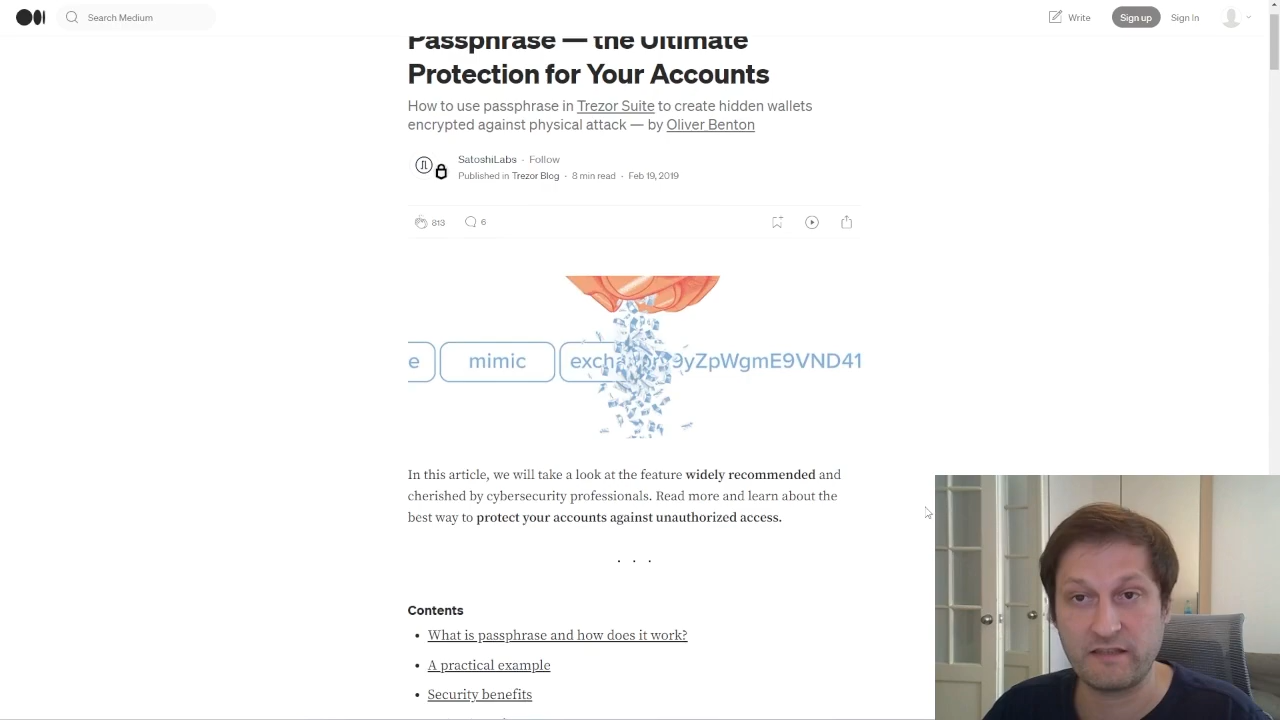 Search Medium
Write
Sign up
Sign In
Passphrase — the Ultimate
Protection for Your Accounts
How to use passphrase in Trezor Suite to create hidden wallets
encrypted against physical attack — by Oliver Benton
SatoshiLabs · Follow
Published in Trezor Blog · 8 min read · Feb 19, 2019
813
6
e
mimic
exch
9yZpWgmE9VND41
In this article, we will take a look at the feature widely recommended and
cherished by cybersecurity professionals. Read more and learn about the
best way to protect your accounts against unauthorized access.
. . .
Contents
• What is passphrase and how does it work?
• A practical example
• Security benefits